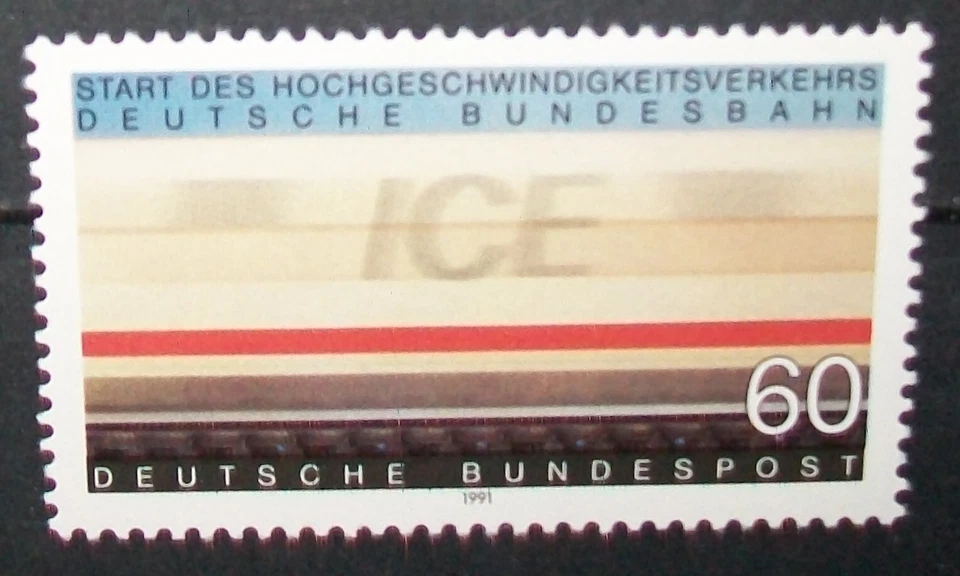 START DES HOCHGESCHWINDIGKEITSVERKEHRS
DEUTSCHE BUNDESBAHN
ICE
60
DEUTSCHE BUNDESPOST
1991